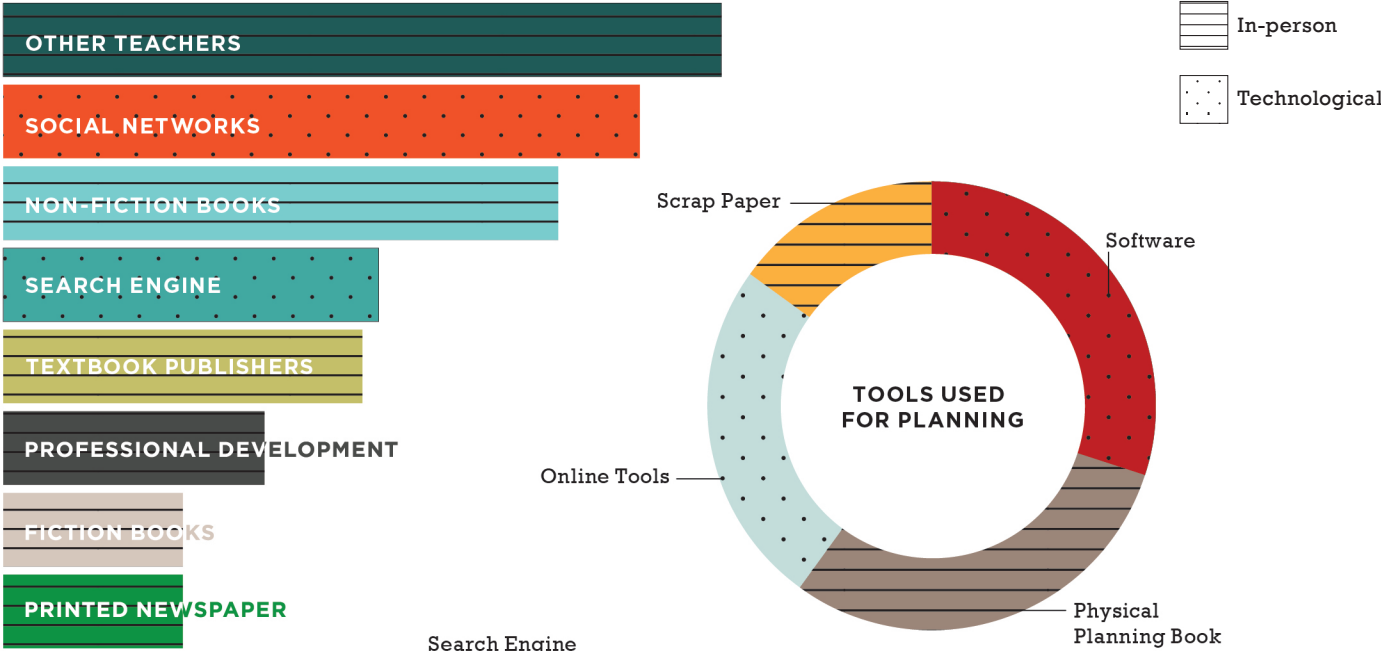 OTHER TEACHERS
SOCIAL NETWORKS
NON-FICTION BOOKS
SEARCH ENGINE
TEXTBOOK PUBLISHERS
PROFESSIONAL DEVELOPMENT
FICTION BOOKS
PRINTED NEWSPAPER
In-person
Technological
Scrap Paper
Software
TOOLS USED
FOR PLANNING
Online Tools
Physical
Planning Book
Search Engine